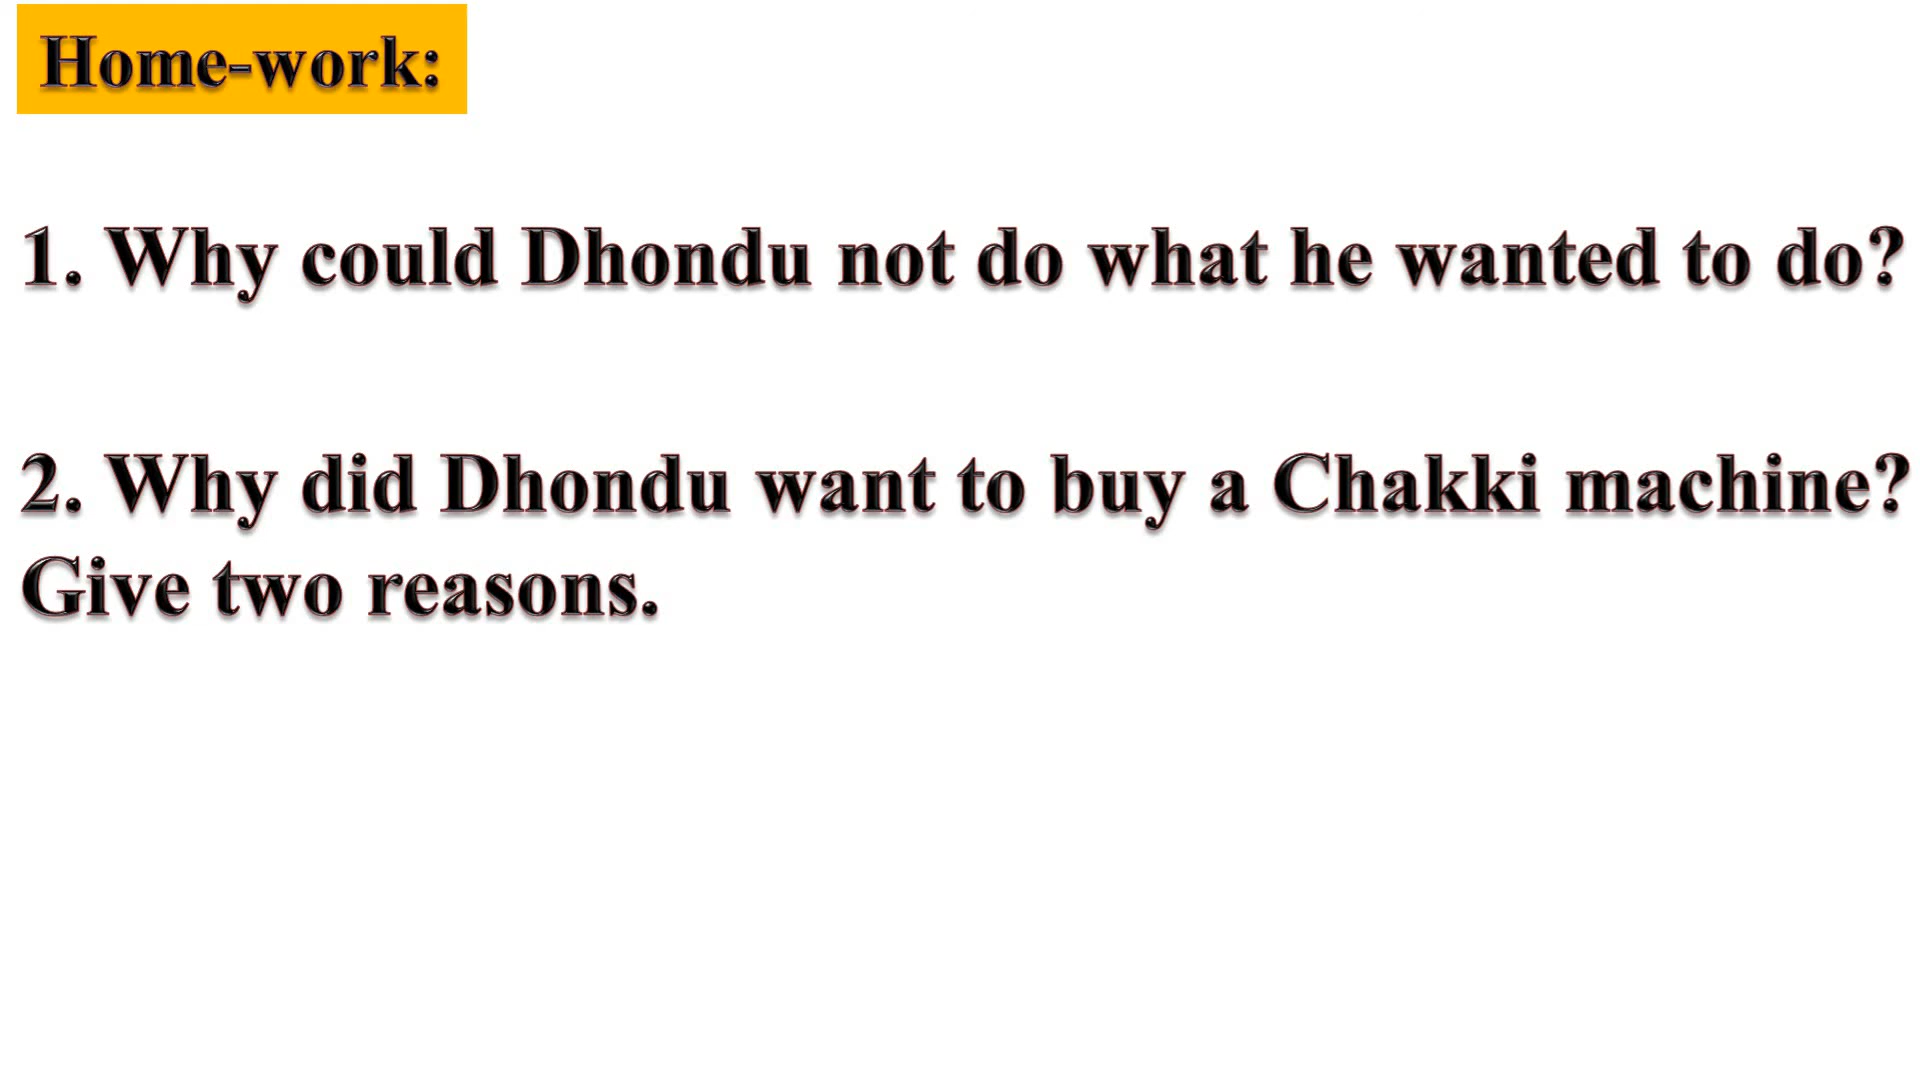 Home-work:
1. Why could Dhondu not do what he wanted to do?
2. Why did Dhondu want to buy a Chakki machine?
Give two reasons.